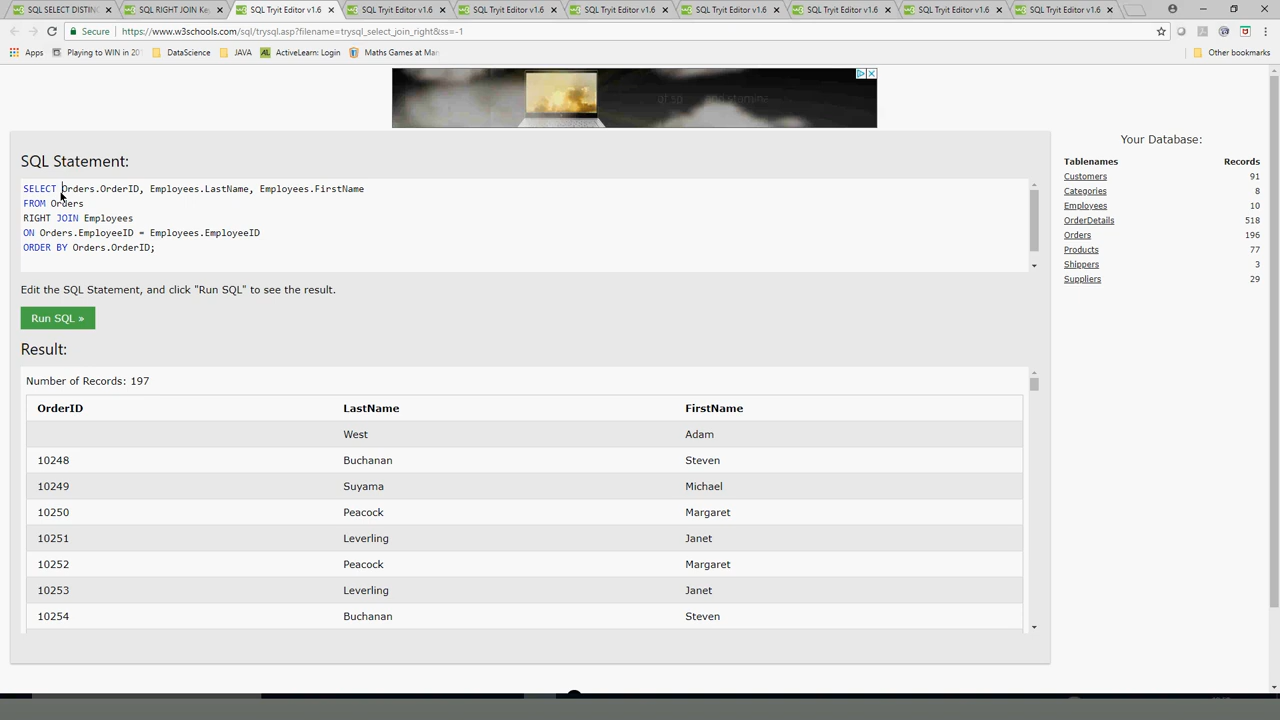 SQL SELECT DISTINC
SQL RIGHT JOIN Key
SQL Tryit Editor v1.6
SQL Tryit Editor v1.6
SQL Tryit Editor v1.6
SQL Tryit Editor v1.6
SQL Tryit Editor v1.6
SQL Tryit Editor v1.6
SQL Tryit Editor v1.6
SQL Tryit Editor v1.6
Secure https://www.w3schools.com/sql/trysql.asp?filename=trysql_select_join_right&ss=-1
Apps Playing to WIN in 20 DataScience JAVA ActiveLearn: Login Maths Games at Mar Other bookmarks
SQL Statement:
SELECT Orders.OrderID, Employees.LastName, Employees.FirstName
FROM Orders
RIGHT JOIN Employees
ON Orders.EmployeeID = Employees.EmployeeID
ORDER BY Orders.OrderID;
Edit the SQL Statement, and click "Run SQL" to see the result.
Run SQL »
Result:
Number of Records: 197
OrderID LastName FirstName
West Adam
10248 Buchanan Steven
10249 Suyama Michael
10250 Peacock Margaret
10251 Leverling Janet
10252 Peacock Margaret
10253 Leverling Janet
10254 Buchanan Steven
Your Database:
Tablenames Records
Customers 91
Categories 8
Employees 10
OrderDetails 518
Orders 196
Products 77
Shippers 3
Suppliers 29